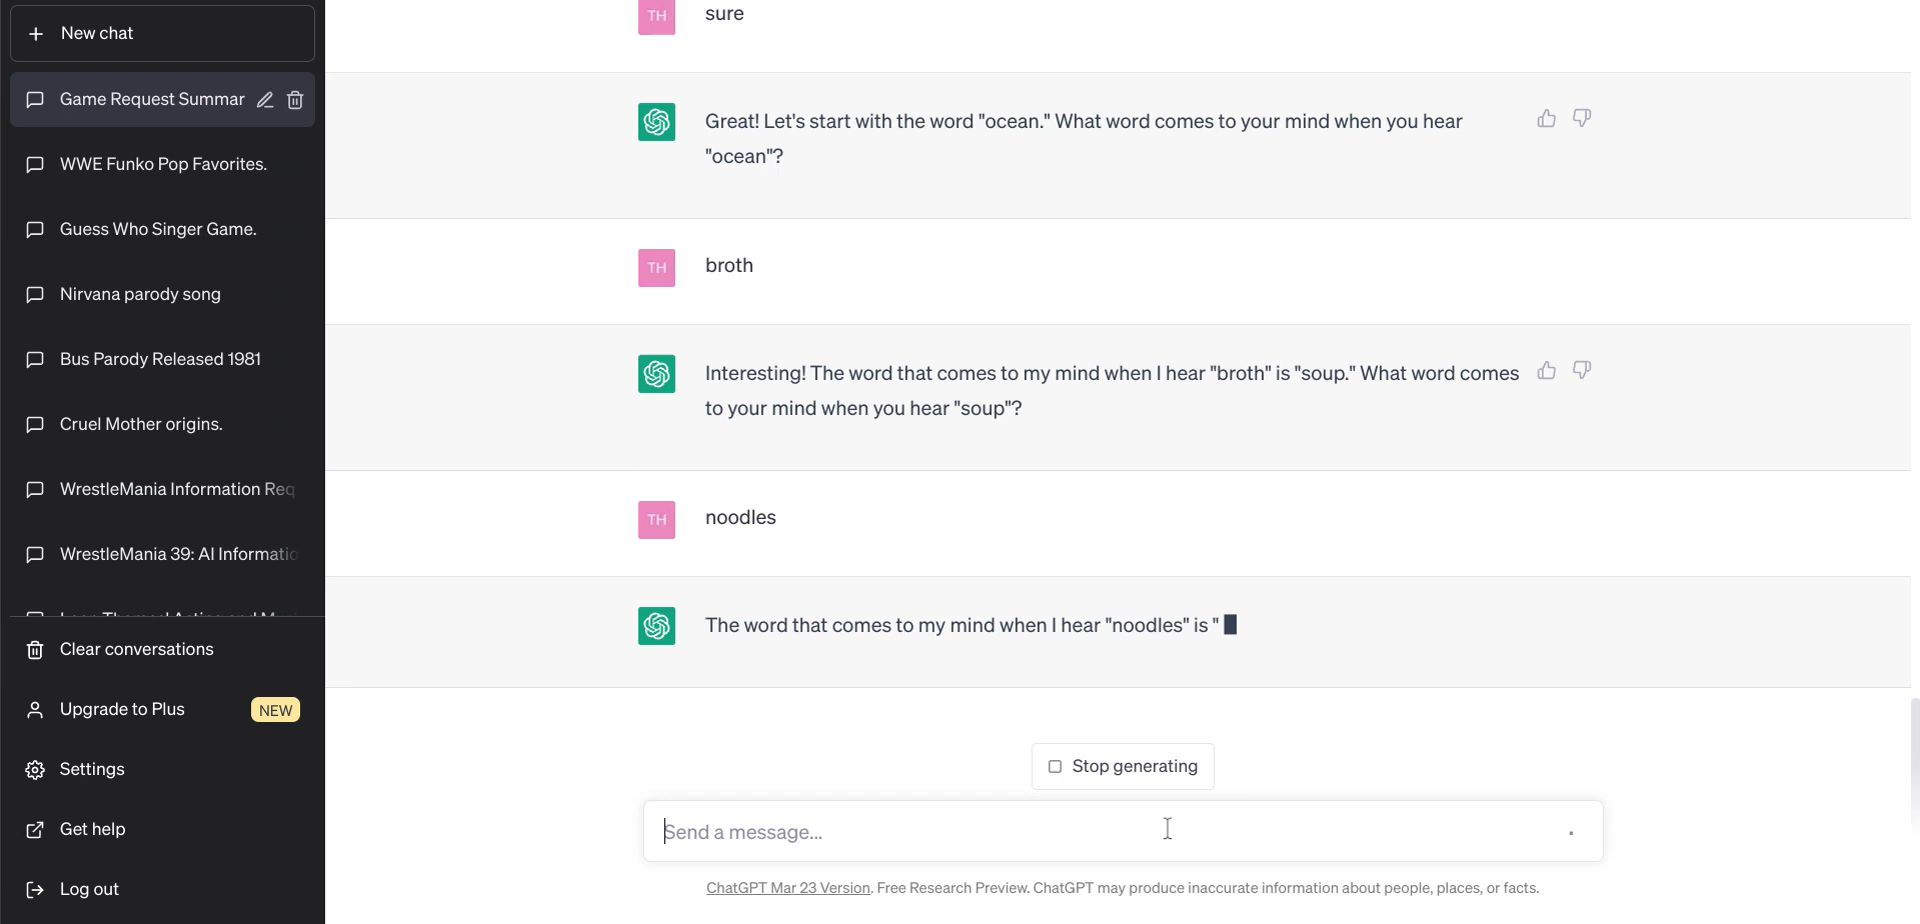 New chat
Game Request Summar
WWE Funko Pop Favorites.
Guess Who Singer Game.
Nirvana parody song
Bus Parody Released 1981
Cruel Mother origins.
WrestleMania Information Req
WrestleMania 39: AI Informatio
Clear conversations
Upgrade to Plus NEW
Settings
Get help
Log out
TH sure
Great! Let's start with the word "ocean." What word comes to your mind when you hear
"ocean"?
TH broth
Interesting! The word that comes to my mind when I hear "broth" is "soup." What word comes
to your mind when you hear "soup"?
TH noodles
The word that comes to my mind when I hear "noodles" is "
Stop generating
Send a message...
ChatGPT Mar 23 Version. Free Research Preview. ChatGPT may produce inaccurate information about people, places, or facts.